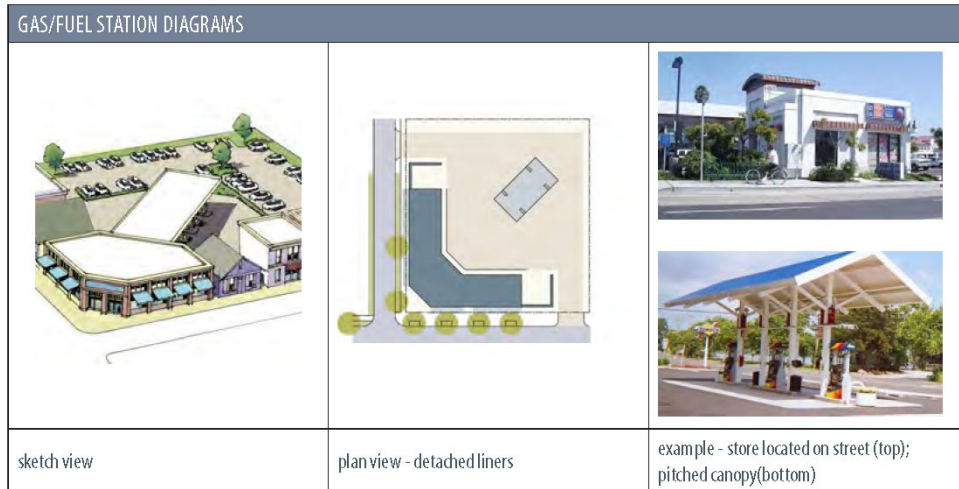 GAS/FUEL STATION DIAGRAMS
sketch view
plan view - detached liners
example - store located on street (top);
pitched canopy(bottom)